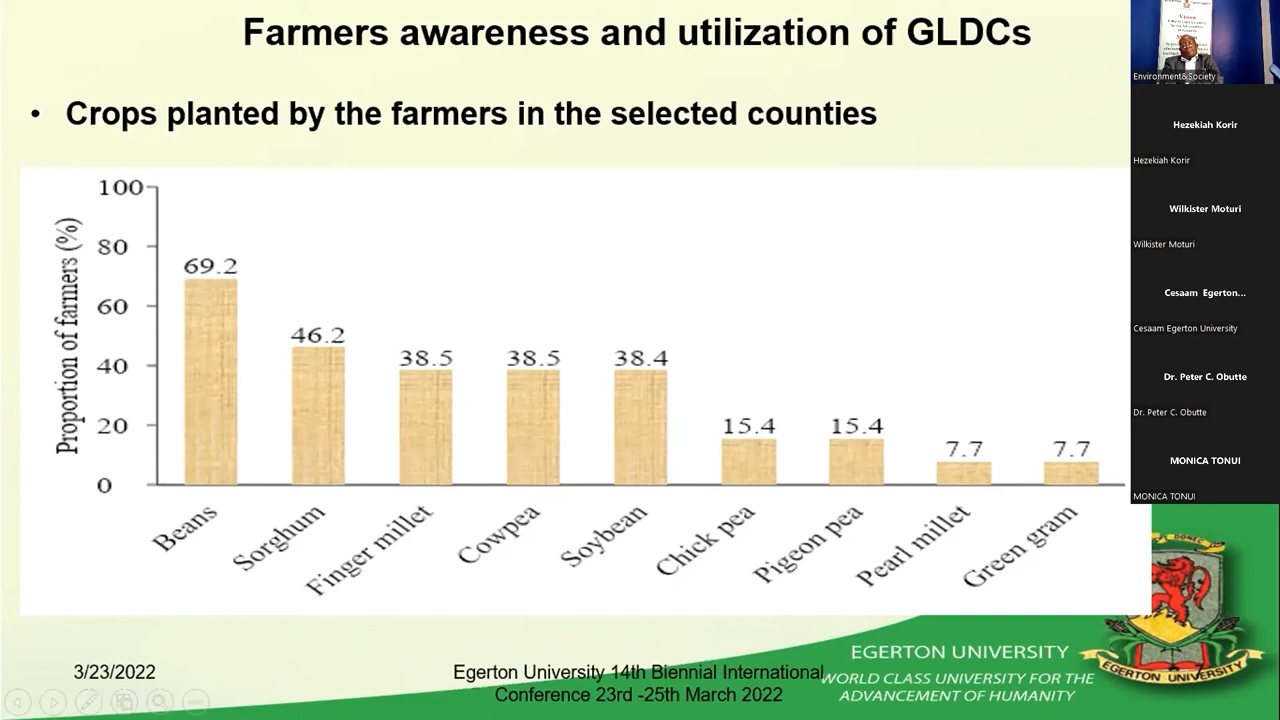 Farmers awareness and utilization of GLDCs
• Crops planted by the farmers in the selected counties
Proportion of farmers (%)
100
80
60
40
20
0
69.2
46.2
38.5
38.5
38.4
15.4
15.4
7.7
7.7
Beans
Sorghum
Finger millet
Cowpea
Soybean
Chick pea
Pigeon pea
Pearl millet
Green gram
3/23/2022
Egerton University 14th Biennial International
Conference 23rd -25th March 2022
EGERTON UNIVERSITY
WORLD CLASS UNIVERSITY FOR THE
ADVANCEMENT OF HUMANITY
EGERTON UNIVERSITY
7
Vision
Environment&Society
Hezekiah Korir
Hezekiah Korir
Wilkister Moturi
Wilkister Moturi
Cesaam Egerton...
Cesaam Egerton University
Dr. Peter C. Obutte
Dr. Peter C. Obutte
MONICA TONUI
MONICA TONUI